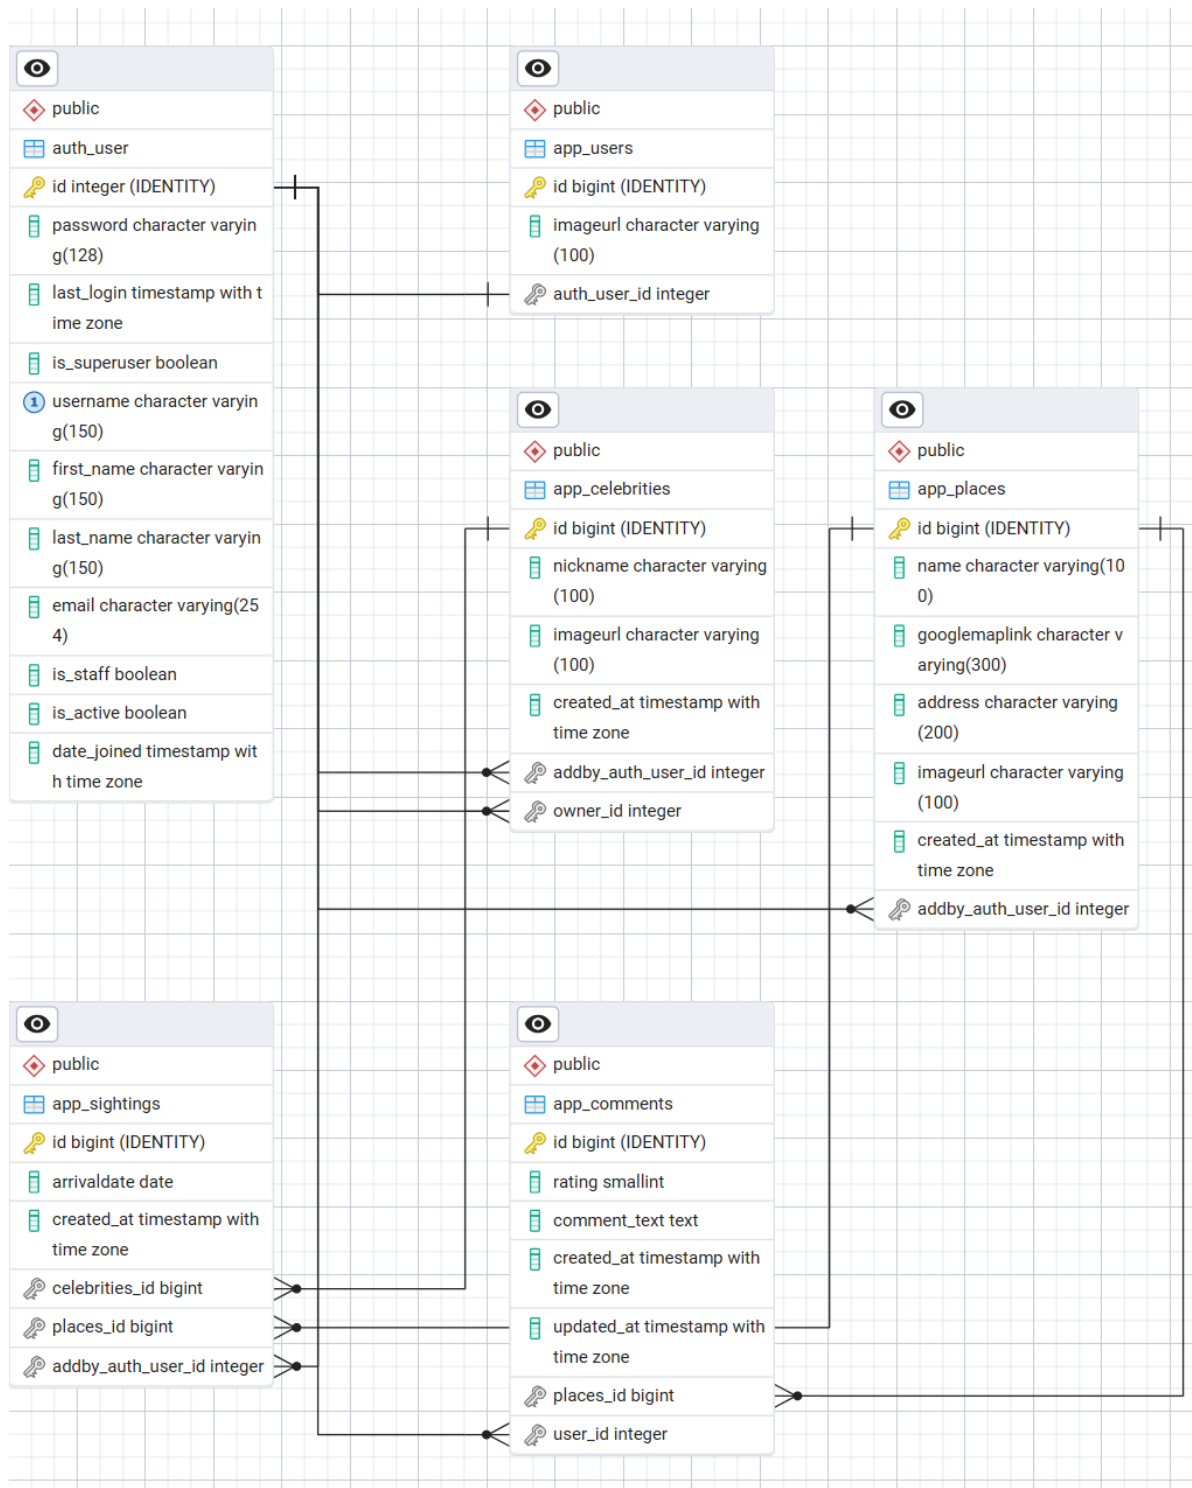 public
auth_user
id integer (IDENTITY)
password character varyin
g(128)
last_login timestamp with t
ime zone
is_superuser boolean
1 username character varyin
g(150)
first_name character varyin
g(150)
last_name character varyin
g(150)
email character varying(25
4)
is_staff boolean
is_active boolean
date_joined timestamp wit
h time zone
public
app_users
id bigint (IDENTITY)
imageurl character varying
(100)
auth_user_id integer
public
app_celebrities
id bigint (IDENTITY)
nickname character varying
(100)
imageurl character varying
(100)
created_at timestamp with
time zone
addby_auth_user_id integer
owner_id integer
public
app_places
id bigint (IDENTITY)
name character varying(10
0)
googlemaplink character v
arying(300)
address character varying
(200)
imageurl character varying
(100)
created_at timestamp with
time zone
addby_auth_user_id integer
public
app_sightings
id bigint (IDENTITY)
arrivaldate date
created_at timestamp with
time zone
celebrities_id bigint
places_id bigint
addby_auth_user_id integer
public
app_comments
id bigint (IDENTITY)
rating smallint
comment_text text
created_at timestamp with
time zone
updated_at timestamp with
time zone
places_id bigint
user_id integer